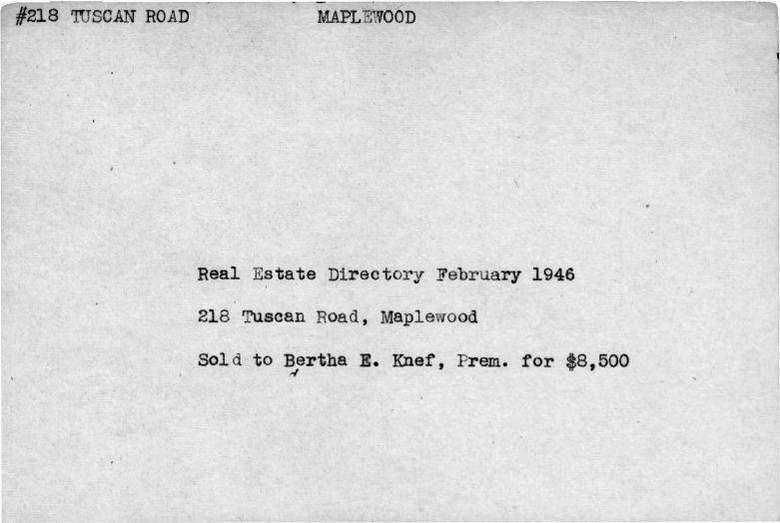 #218 TUSCAN ROAD MAPLEWOOD
Real Estate Directory February 1946
218 Tuscan Road, Maplewood
Sold to Bertha E. Knef, Prem. for $8,500